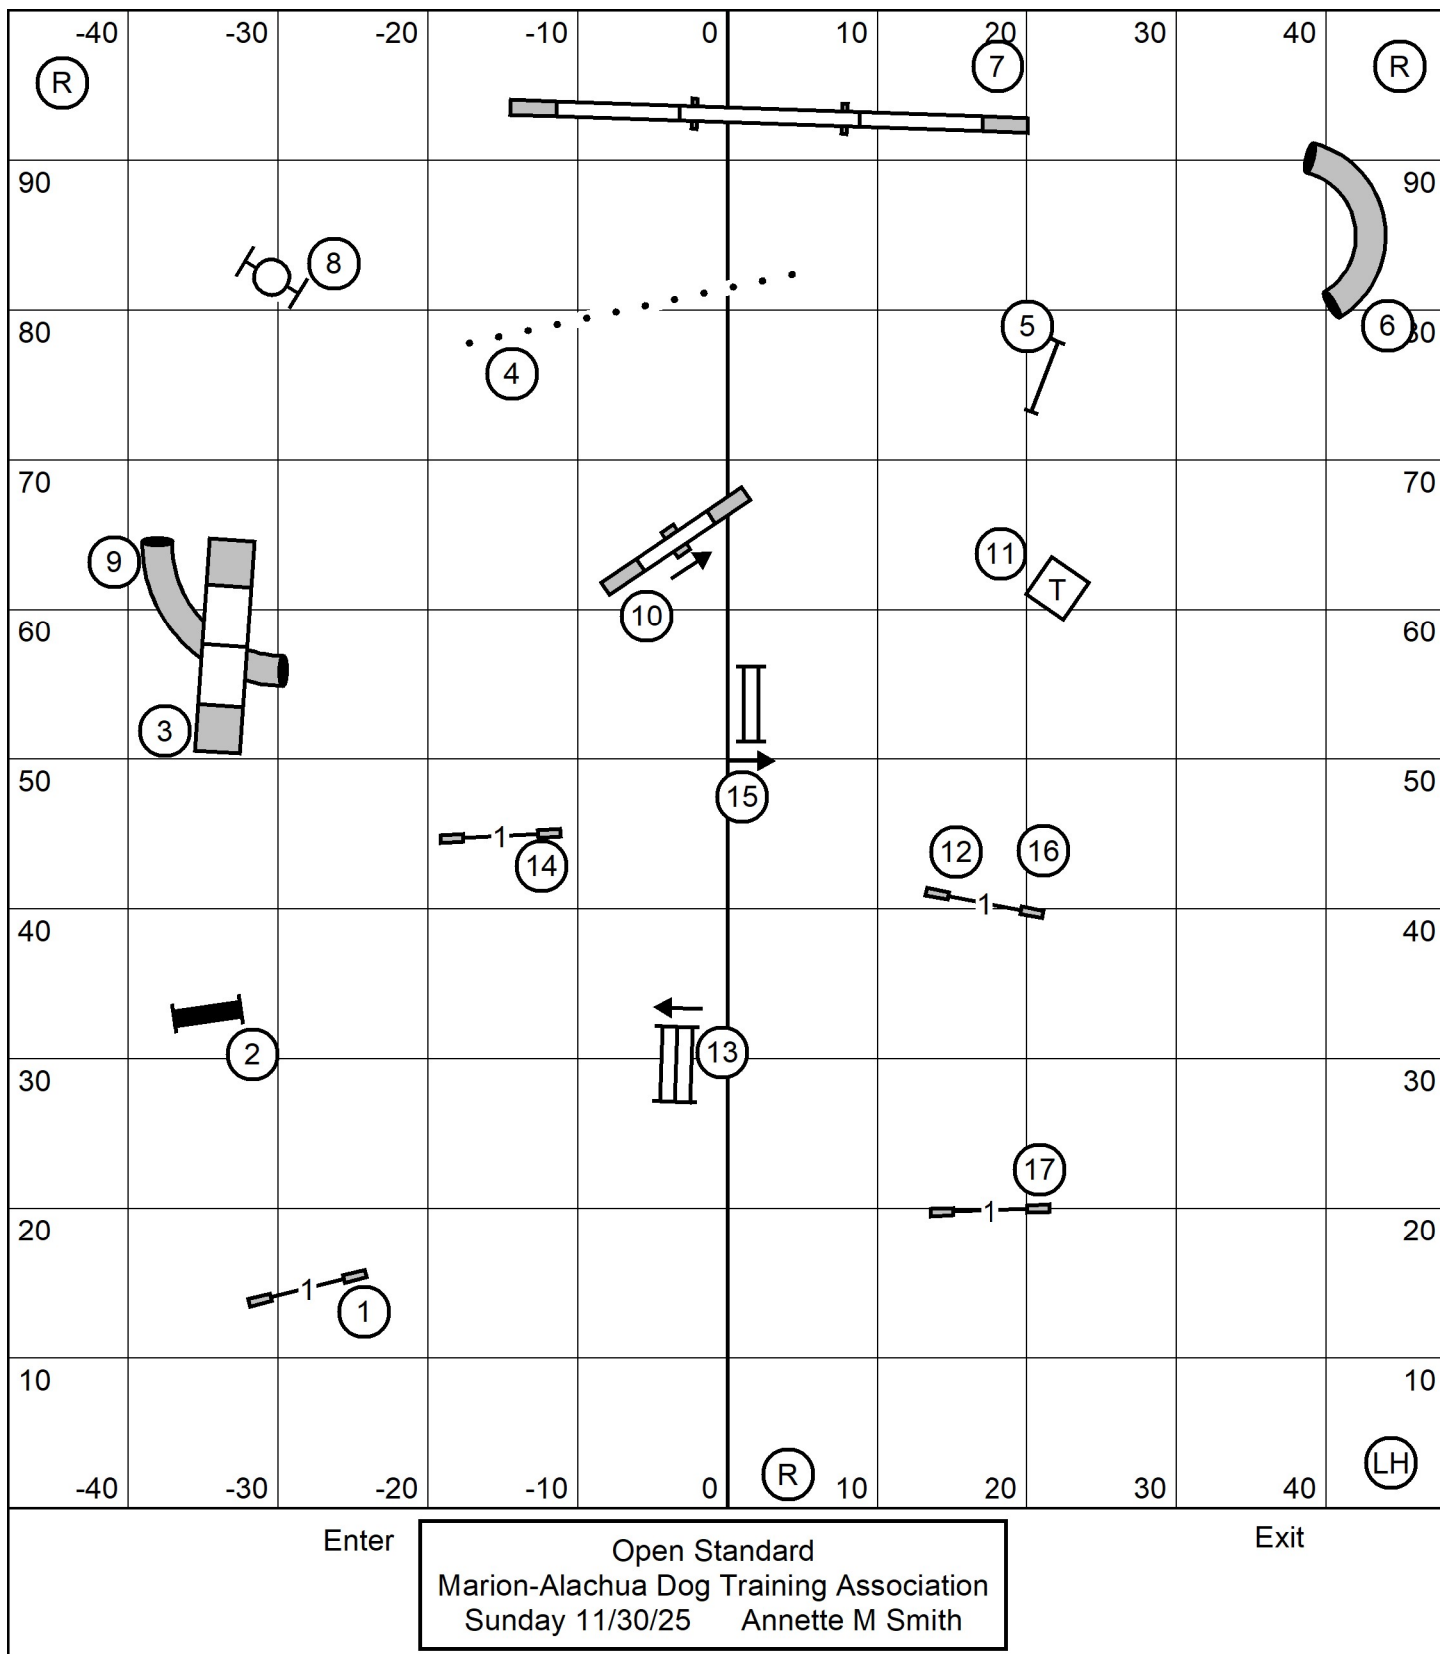 -40 -30 -20 -10 0 10 20 30 40
R 7 R
90 90
8
5 6
80 80
4
70 70
9 11
T
10
60 60
3
50 50
15
1 14
12 16
1
40 40
2 13
30 30
17
1
20 20
1
1
10 10
R LH
-40 -30 -20 -10 0 10 20 30 40
Enter Exit
Open Standard
Marion-Alachua Dog Training Association
Sunday 11/30/25 Annette M Smith